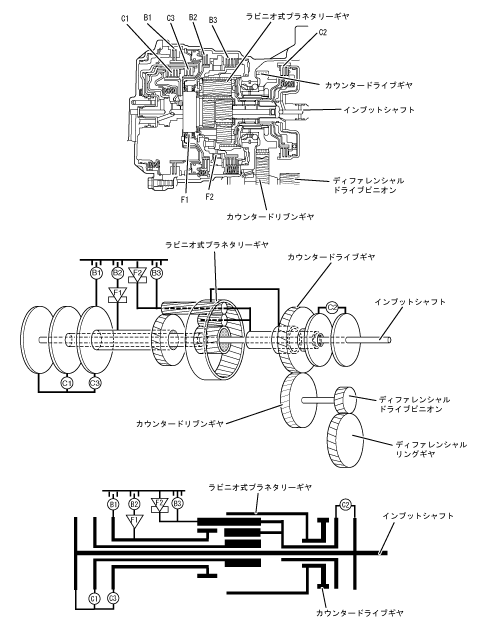 ラビニオ式プラネタリーギヤ
C1 B1 C3 B2 B3 C2
カウンタードライブギヤ
インプットシャフト
ディファレンシャル
ドライブピニオン
F1 F2
カウンタードリブンギヤ
ラビニオ式プラネタリーギヤ
カウンタードライブギヤ
B1 B2 F2 B3
F1
C2
インプットシャフト
C1 C3
ディファレンシャル
ドライブピニオン
カウンタードリブンギヤ
ディファレンシャル
リングギヤ
ラビニオ式プラネタリーギヤ
B1 B2 F2 B3
C2
F1
インプットシャフト
C1 C3
カウンタードライブギヤ